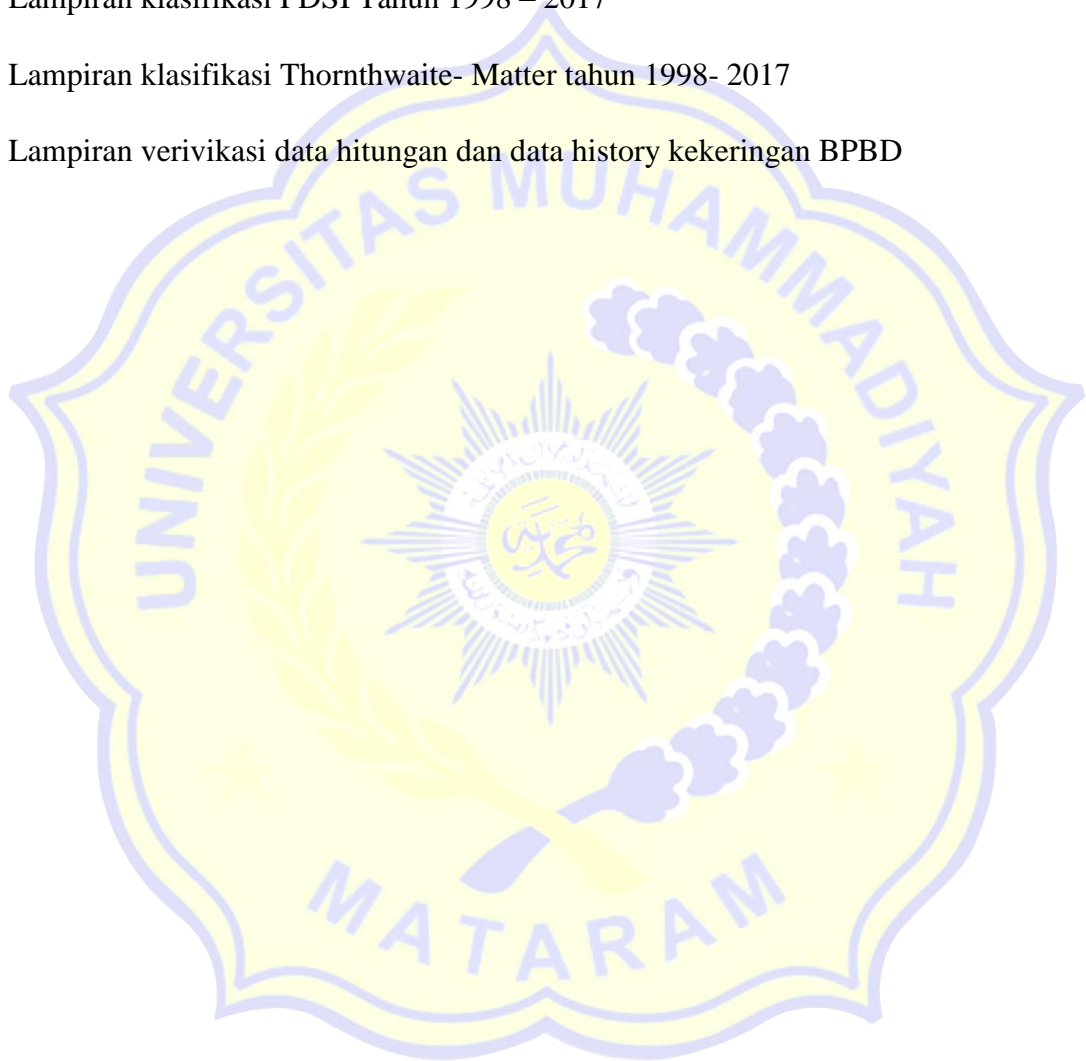 Lampiran klasifikasi PDSI Tahun 1998 – 2017
Lampiran klasifikasi Thornthwaite- Matter tahun 1998- 2017
Lampiran verivikasi data hitungan dan data history kekeringan BPBD
UNIVERSITAS MUHAMMADIYAH
MATARAM